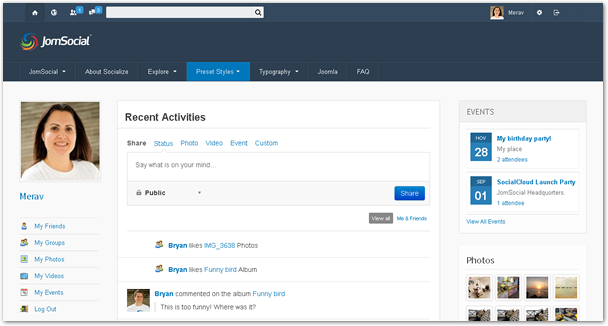 1
3
Merav
JomSocial
JomSocial
About Socialize
Explore
Preset Styles
Typography
Joomla
FAQ
Merav
My Friends
My Groups
My Photos
My Videos
My Events
Log Out
Recent Activities
Share Status Photo Video Event Custom
Say what is on your mind...
Public
Share
View all Me & Friends
Bryan likes IMG_3638 Photos
Bryan likes Funny bird Album
Bryan commented on the album Funny bird
This is too funny! Where was it?
EVENTS
NOV
28
My birthday party!
My place
2 attendees
SEP
01
SocialCloud Launch Party
JomSocial Headquorters.
1 attendee
View All Events
Photos